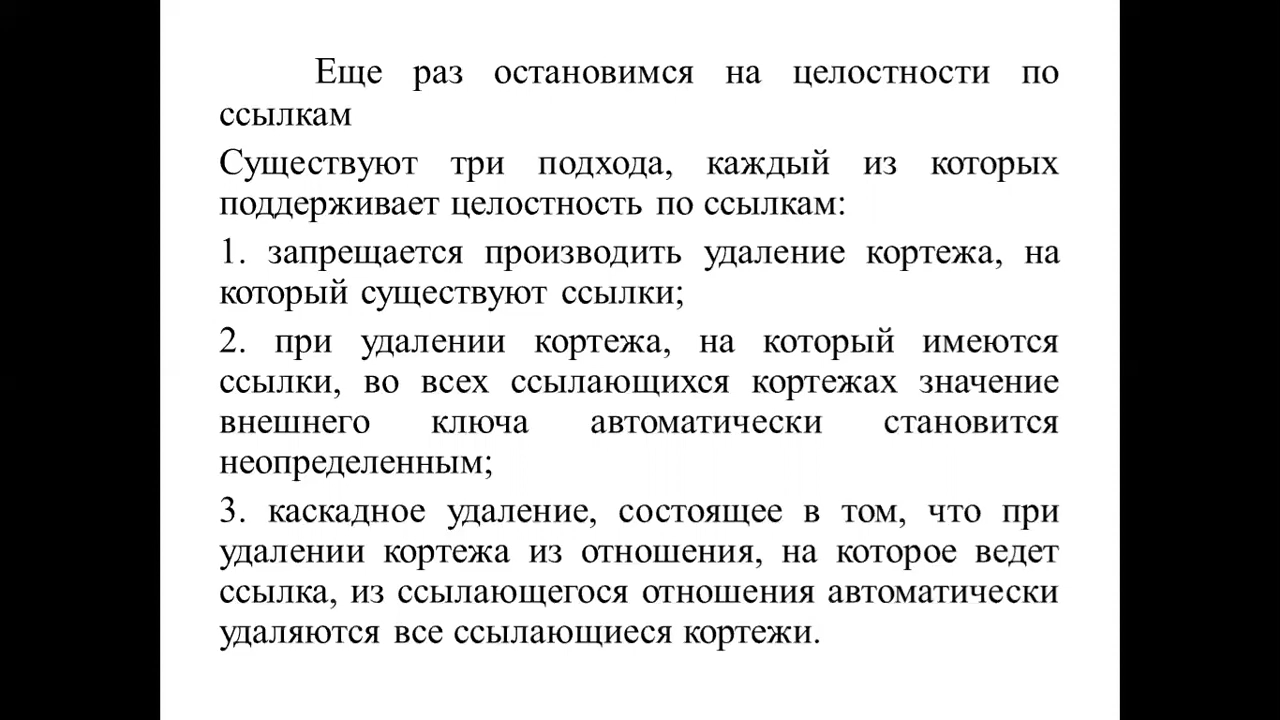 Еще раз остановимся на целостности по
ссылкам
Существуют три подхода, каждый из которых
поддерживает целостность по ссылкам:
1. запрещается производить удаление кортежа, на
который существуют ссылки;
2. при удалении кортежа, на который имеются
ссылки, во всех ссылающихся кортежах значение
внешнего ключа автоматически становится
неопределенным;
3. каскадное удаление, состоящее в том, что при
удалении кортежа из отношения, на которое ведет
ссылка, из ссылающегося отношения автоматически
удаляются все ссылающиеся кортежи.